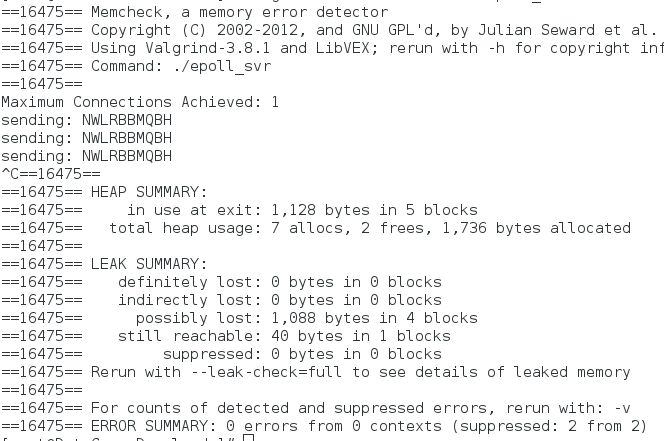 ==16475== Memcheck, a memory error detector
==16475== Copyright (C) 2002-2012, and GNU GPL'd, by Julian Seward et al.
==16475== Using Valgrind-3.8.1 and LibVEX; rerun with -h for copyright inf
==16475== Command: ./epoll_svr
==16475==
Maximum Connections Achieved: 1
sending: NWLRBBMQBH
sending: NWLRBBMQBH
sending: NWLRBBMQBH
^C==16475==
==16475== HEAP SUMMARY:
==16475==     in use at exit: 1,128 bytes in 5 blocks
==16475==   total heap usage: 7 allocs, 2 frees, 1,736 bytes allocated
==16475==
==16475== LEAK SUMMARY:
==16475==    definitely lost: 0 bytes in 0 blocks
==16475==    indirectly lost: 0 bytes in 0 blocks
==16475==      possibly lost: 1,088 bytes in 4 blocks
==16475==    still reachable: 40 bytes in 1 blocks
==16475==         suppressed: 0 bytes in 0 blocks
==16475== Rerun with --leak-check=full to see details of leaked memory
==16475==
==16475== For counts of detected and suppressed errors, rerun with: -v
==16475== ERROR SUMMARY: 0 errors from 0 contexts (suppressed: 2 from 2)